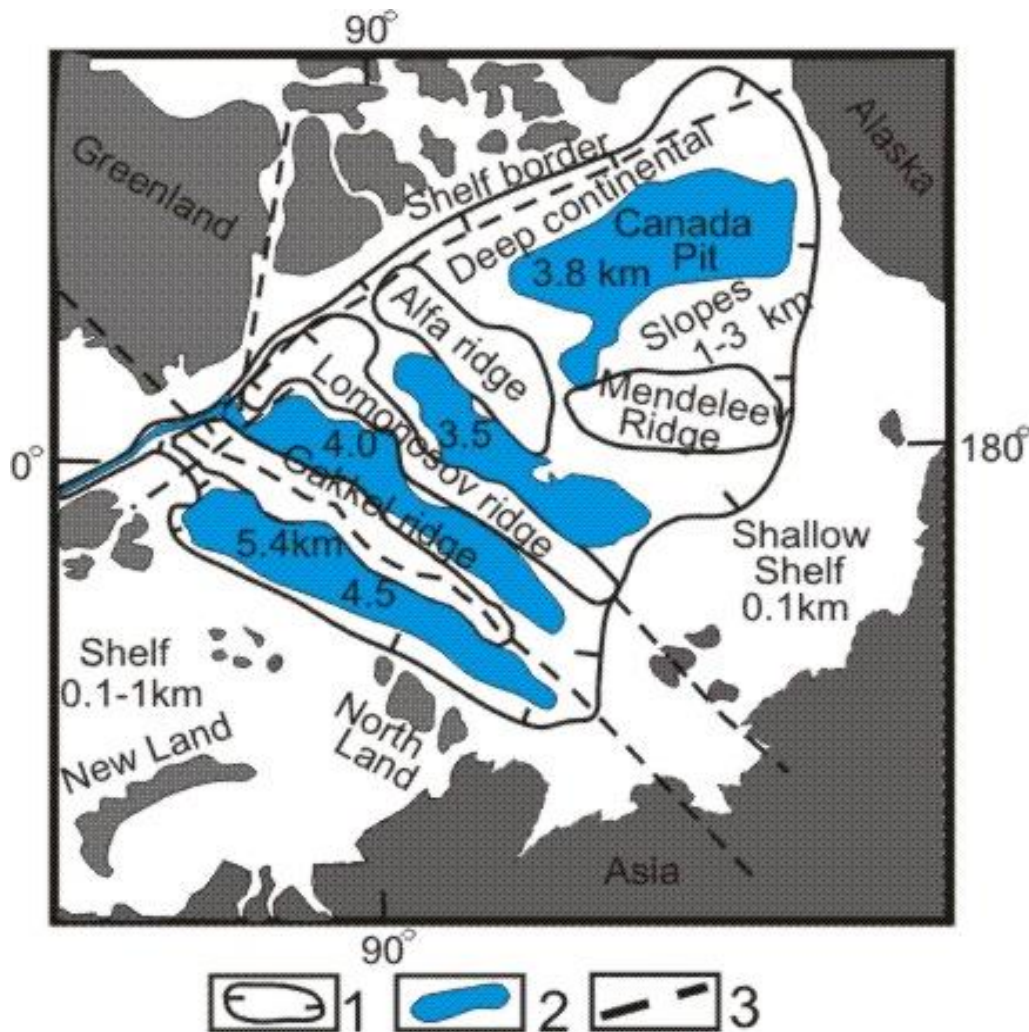 90°
Greenland
Alaska
Shelf border
Deep continental
Canada
Pit
3.8 km
Slopes
1-3 km
Alfa ridge
Mendeleev
Ridge
Lomonosov ridge
3.5
4.0
Gakkel ridge
0°
180°
5.4km
4.5
Shallow
Shelf
0.1km
Shelf
0.1-1km
New Land
North
Land
Asia
90°
1
2
3